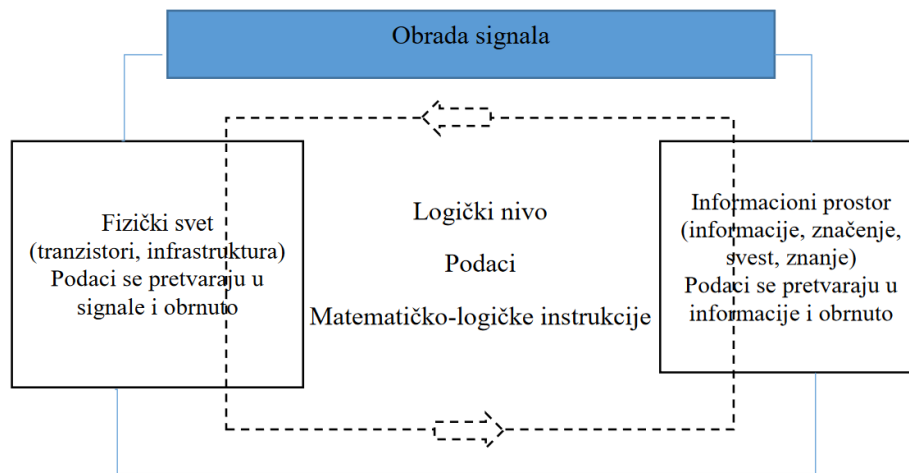 Obrada signala
Fizički svet
(tranzistori, infrastruktura)
Podaci se pretvaraju u
signale i obrnuto
Logički nivo
Podaci
Matematičko-logičke instrukcije
Informacioni prostor
(informacije, značenje,
svest, znanje)
Podaci se pretvaraju u
informacije i obrnuto